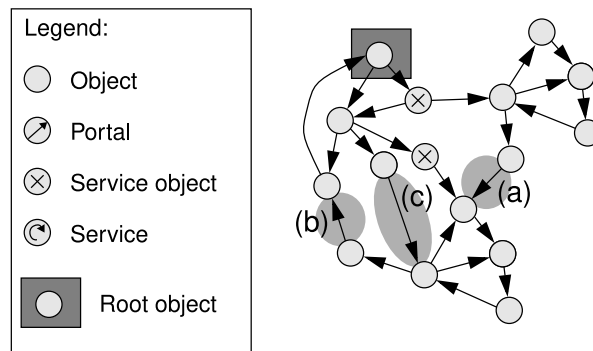 Legend:
Object
Portal
Service object
Service
Root object
(a)
(c)
(b)